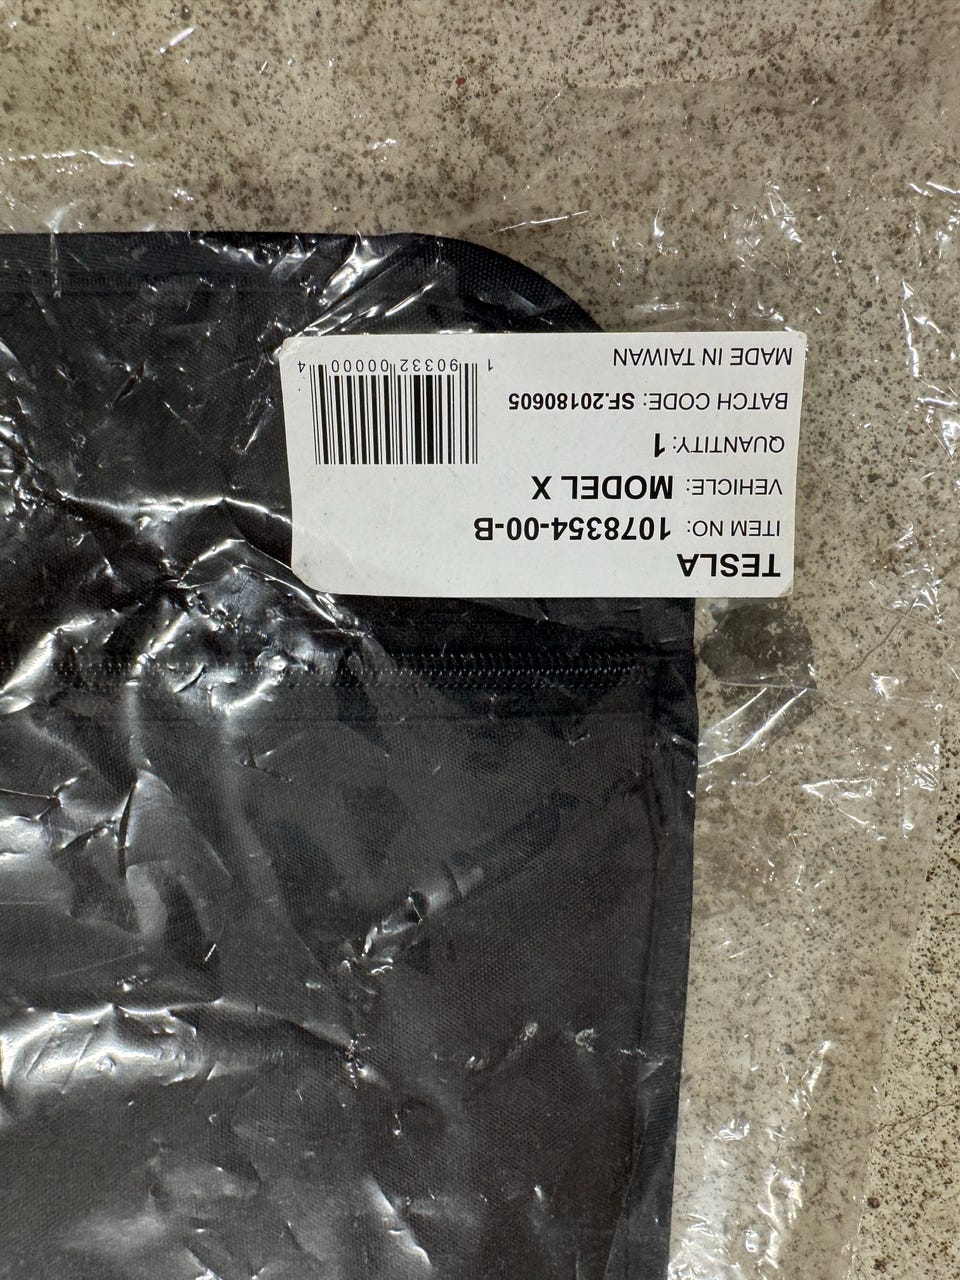 TESLA
ITEM NO: 1078354-00-B
VEHICLE: MODEL X
QUANTITY: 1
BATCH CODE: SF.20180605
MADE IN TAIWAN
1 90332 00000 4